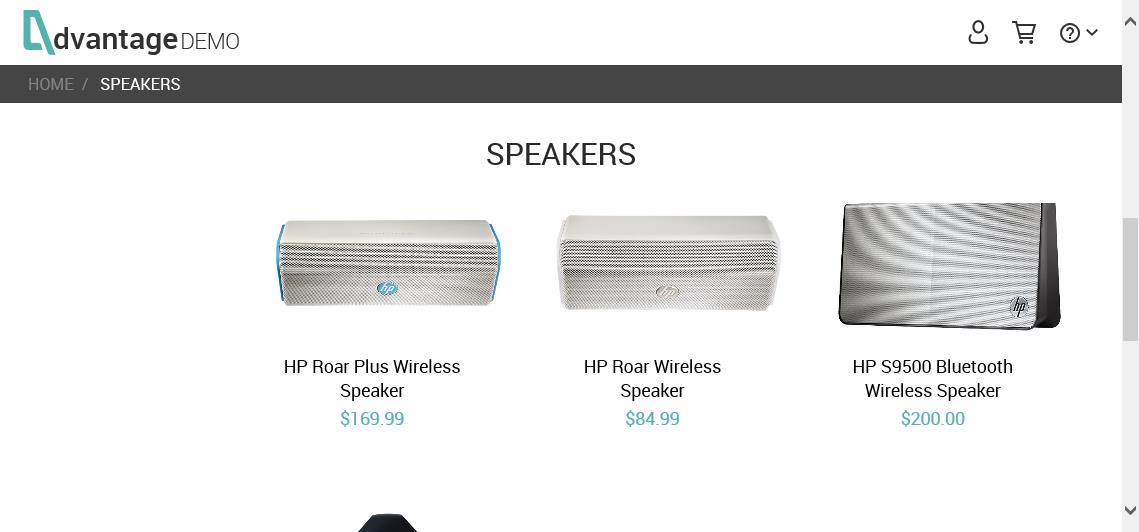 dvantage DEMO
HOME / SPEAKERS
SPEAKERS
hp
hp
hp
HP Roar Plus Wireless
Speaker
$169.99
HP Roar Wireless
Speaker
$84.99
HP S9500 Bluetooth
Wireless Speaker
$200.00